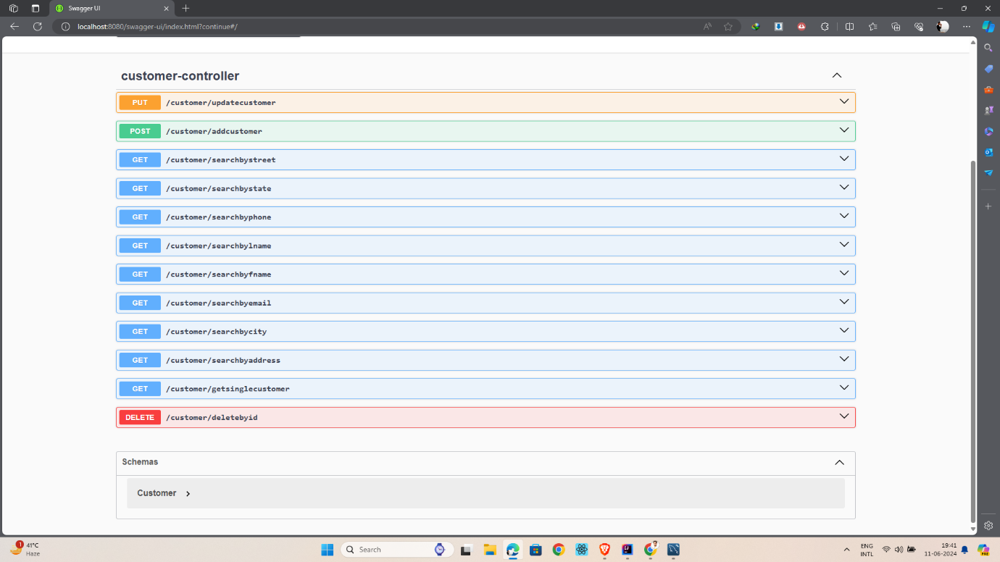 Swagger UI
localhost:8080/swagger-ui/index.html?continue#/
customer-controller
PUT /customer/updatecustomer
POST /customer/addcustomer
GET /customer/searchbystreet
GET /customer/searchbystate
GET /customer/searchbyphone
GET /customer/searchbylname
GET /customer/searchbyfname
GET /customer/searchbyemail
GET /customer/searchbycity
GET /customer/searchbyaddress
GET /customer/getsinglecustomer
DELETE /customer/deletebyid
Schemas
Customer
1
41°C
Haze
Search
ENG
INTL
19:41
11-06-2024
PRE